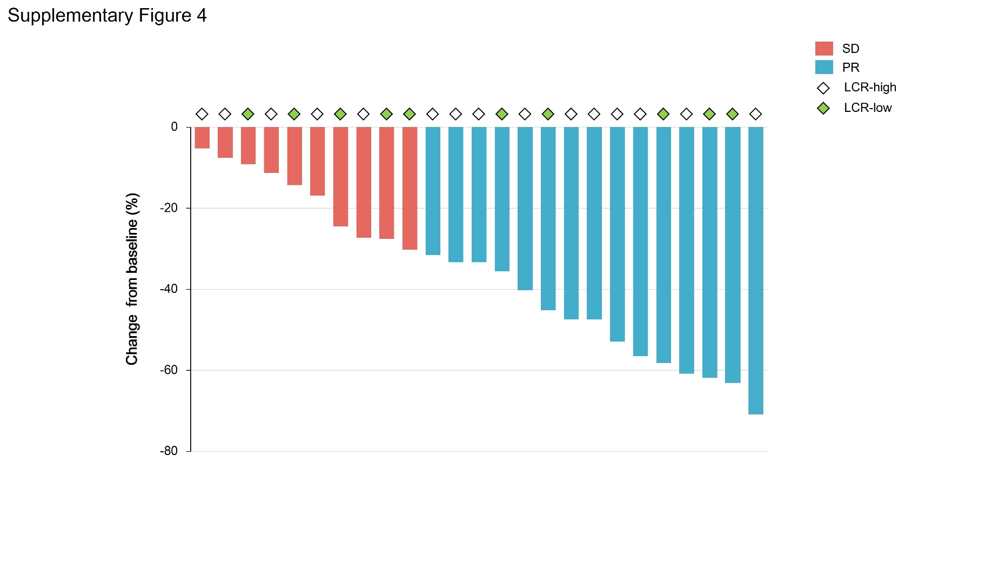 Supplementary Figure 4
SD
PR
LCR-high
LCR-low
0
-20
-40
-60
-80
Change from baseline (%)